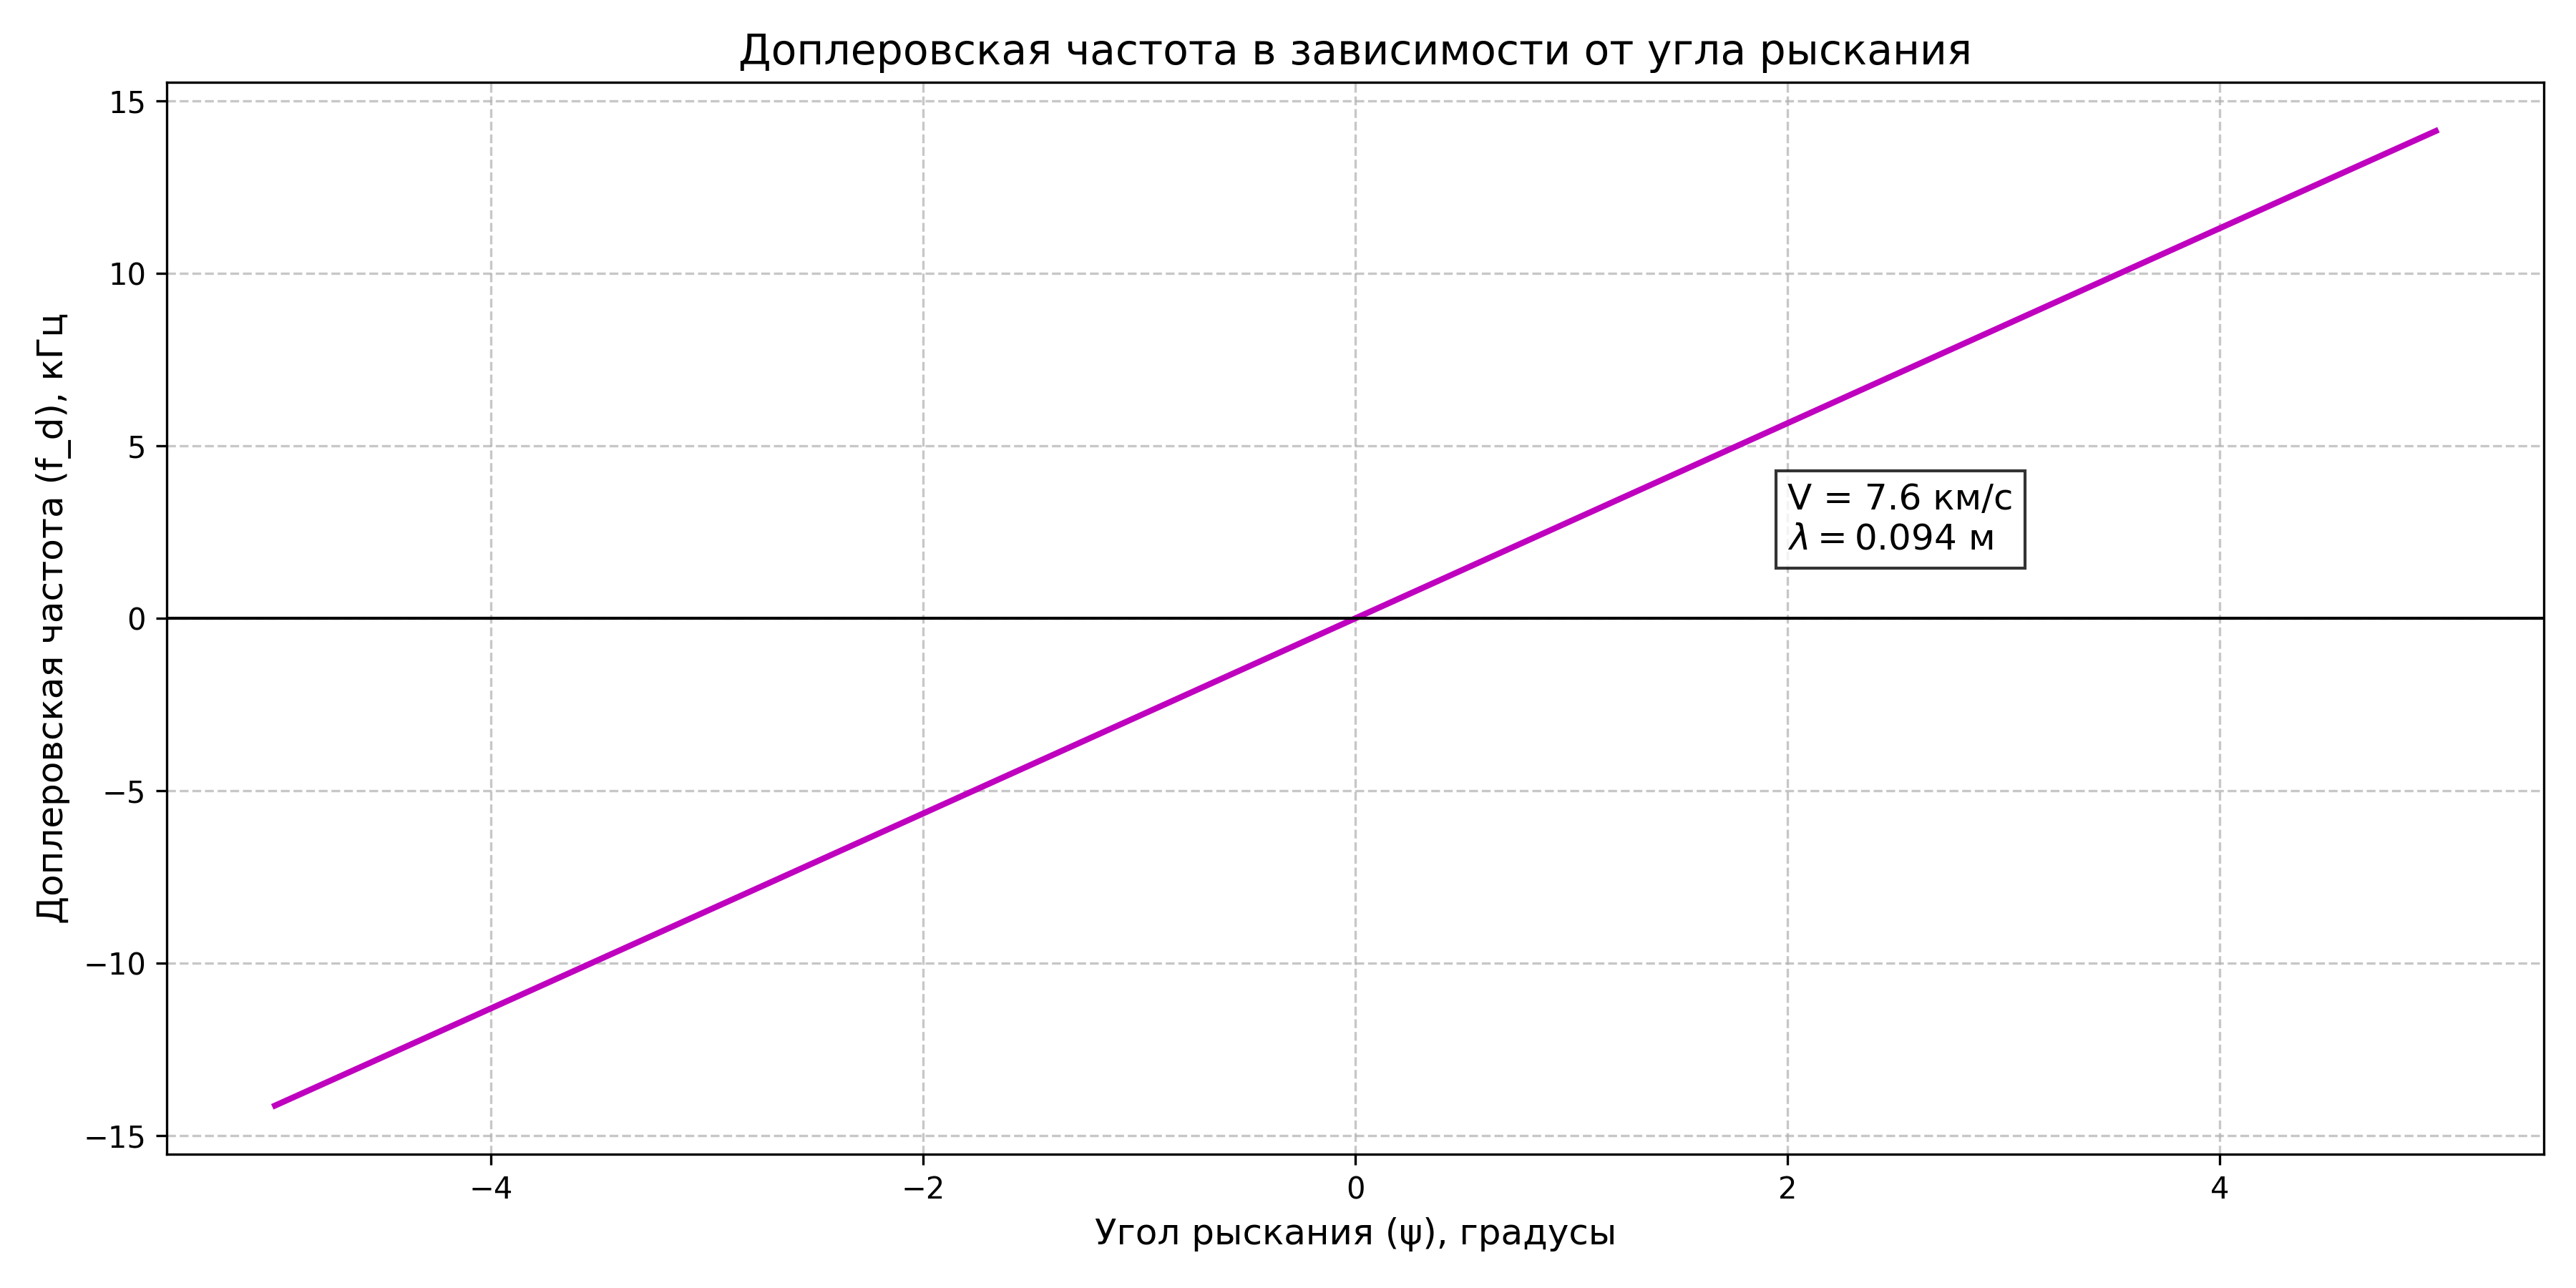 Доплеровская частота в зависимости от угла рыскания
Доплеровская частота (f_d), кГц
15
10
5
0
−5
−10
−15
V = 7.6 км/с
λ = 0.094 м
−4
−2
0
2
4
Угол рыскания (ψ), градусы